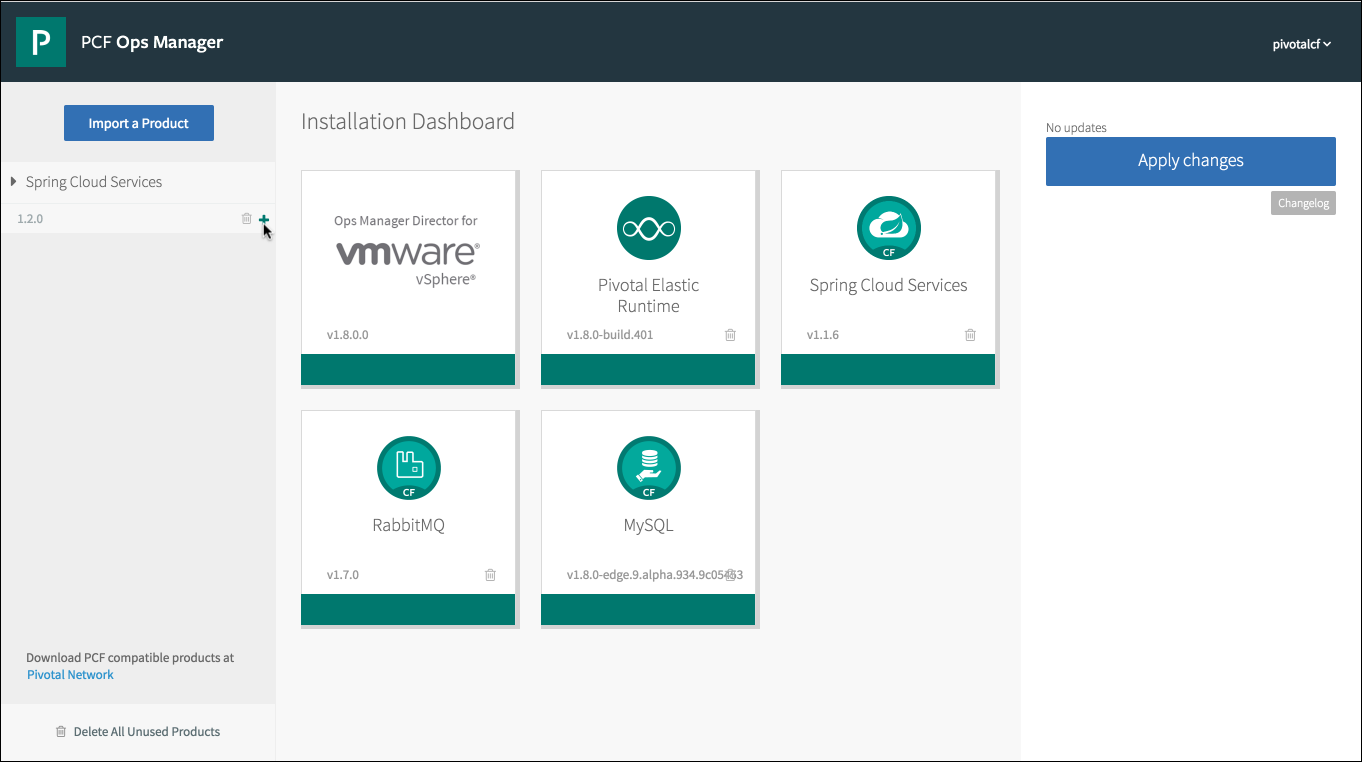 P
PCF Ops Manager
pivotalcf
Import a Product
Spring Cloud Services
1.2.0
Download PCF compatible products at
Pivotal Network
Delete All Unused Products
Installation Dashboard
Ops Manager Director for
vmware®
vSphere®
v1.8.0.0
Pivotal Elastic
Runtime
v1.8.0-build.401
CF
Spring Cloud Services
v1.1.6
CF
RabbitMQ
v1.7.0
CF
MySQL
v1.8.0-edge.9.alpha.934.9c05463
No updates
Apply changes
Changelog